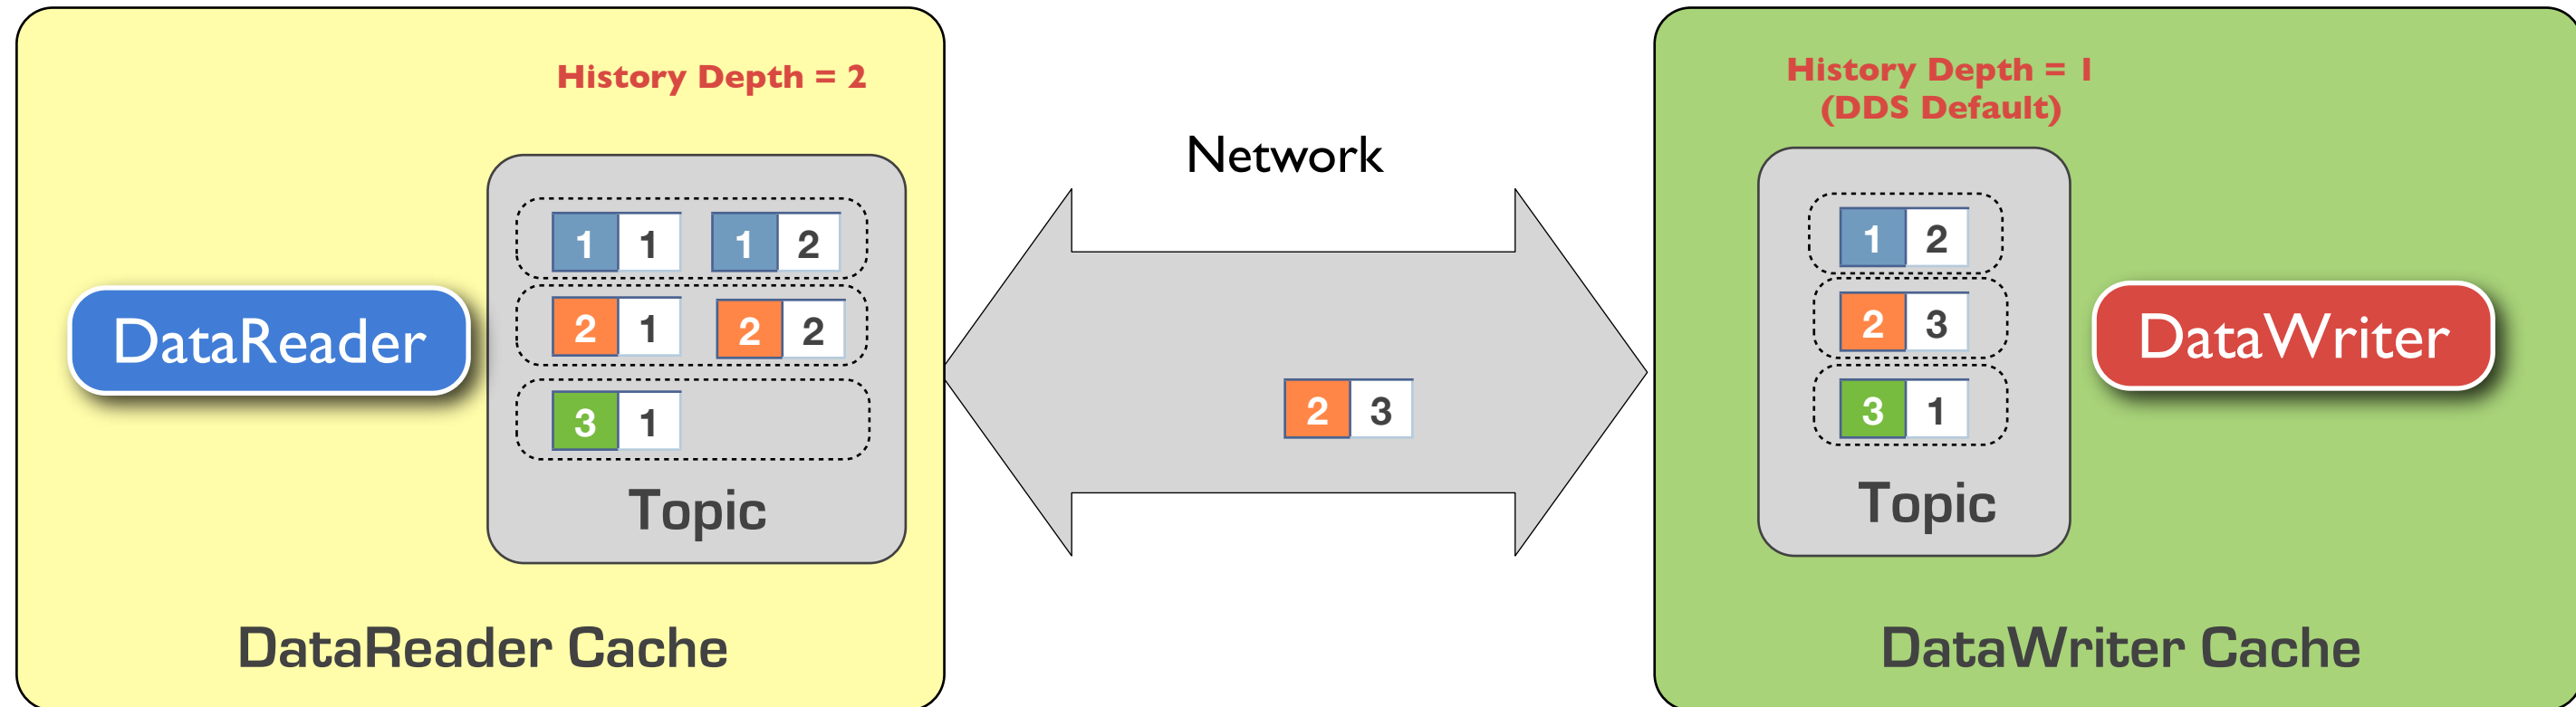 History Depth = 2
1 1 1 2
2 1 2 2
3 1
Topic
DataReader
DataReader Cache
Network
2 3
History Depth = 1
(DDS Default)
1 2
2 3
3 1
Topic
DataWriter
DataWriter Cache